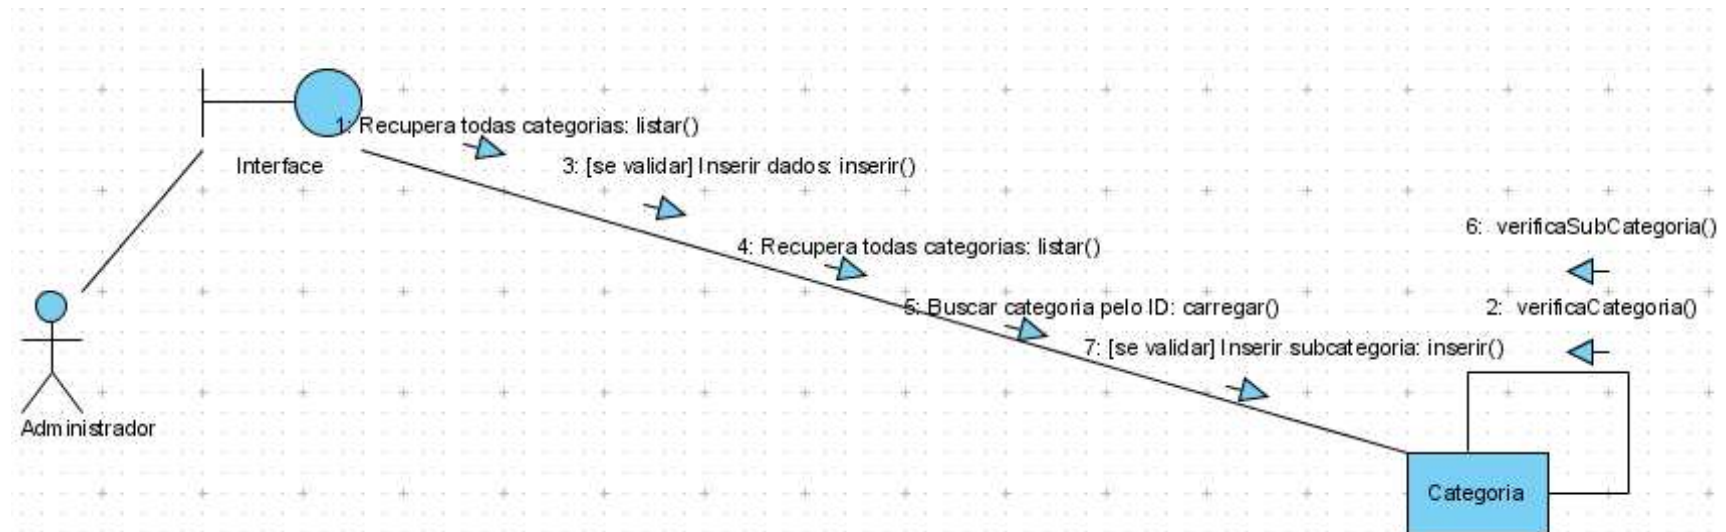 1: Recupera todas categorias: listar()
Interface
3: [se validar] Inserir dados: inserir()
6: verificaSubCategoria()
4: Recupera todas categorias: listar()
5: Buscar categoria pelo ID: carregar()
2: verificaCategoria()
7: [se validar] Inserir subcategoria: inserir()
Administrador
Categoria